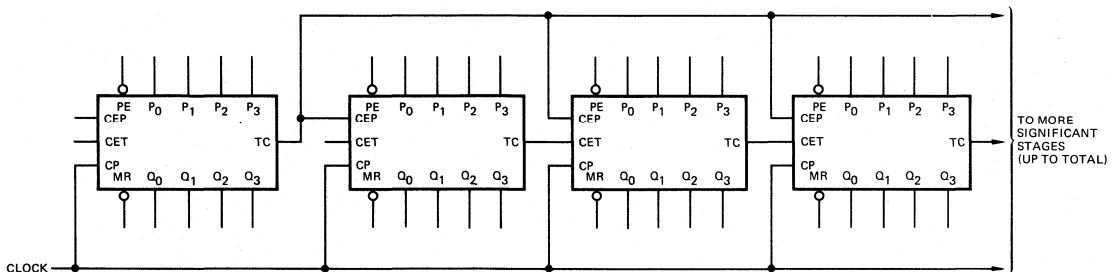 PE P0 P1 P2 P3
CEP
CET TC
CP
MR Q0 Q1 Q2 Q3
PE P0 P1 P2 P3
CEP
CET TC
CP
MR Q0 Q1 Q2 Q3
PE P0 P1 P2 P3
CEP
CET TC
CP
MR Q0 Q1 Q2 Q3
PE P0 P1 P2 P3
CEP
CET TC
CP
MR Q0 Q1 Q2 Q3
TO MORE
SIGNIFICANT
STAGES
(UP TO TOTAL)
CLOCK